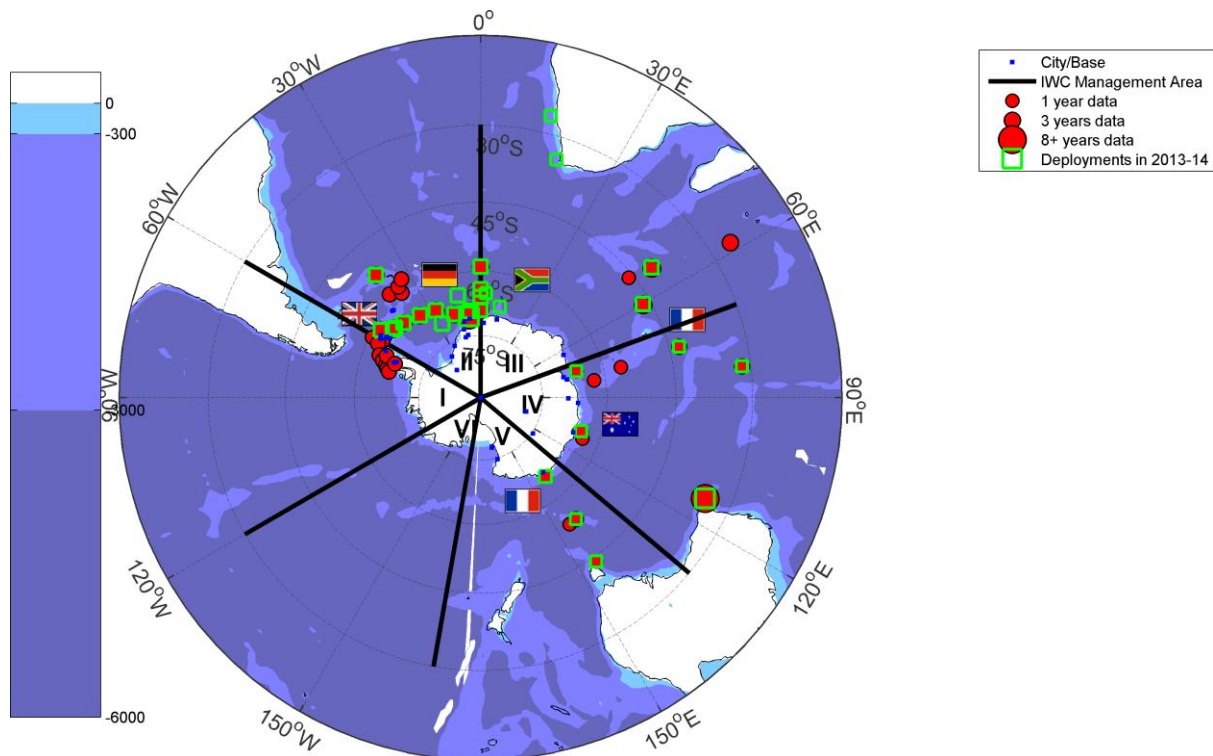 0°
30°W
30°E
60°W
60°E
90°W
90°E
120°W
120°E
150°W
150°E
30°S
45°S
60°S
75°S
I
II
III
IV
V
VI
0
-300
-3000
-6000
City/Base
IWC Management Area
1 year data
3 years data
8+ years data
Deployments in 2013-14